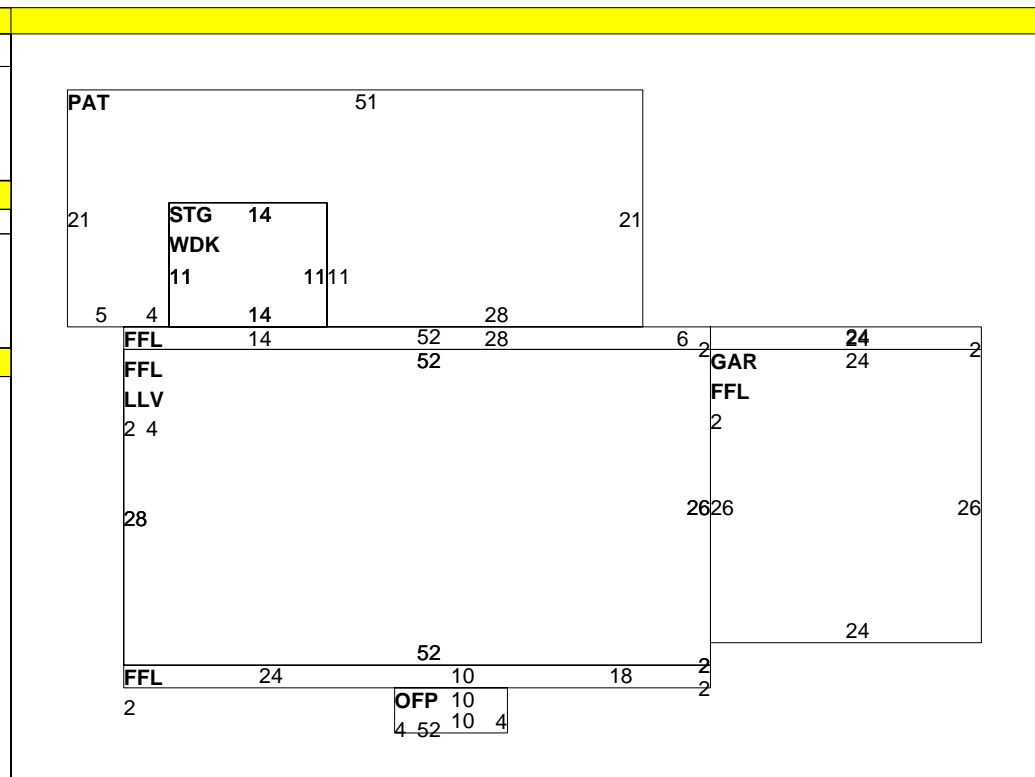 PAT 51
21 STG 14 21
WDK
11 11 11
5 4 14 28
FFL 14 52 28 6 24
2 2
FFL 52 GAR 24
LLV FFL
2 4 2
28 26 26 26
24
52 2
FFL 24 10 18
2 2
OFP 10
4 52 10 4